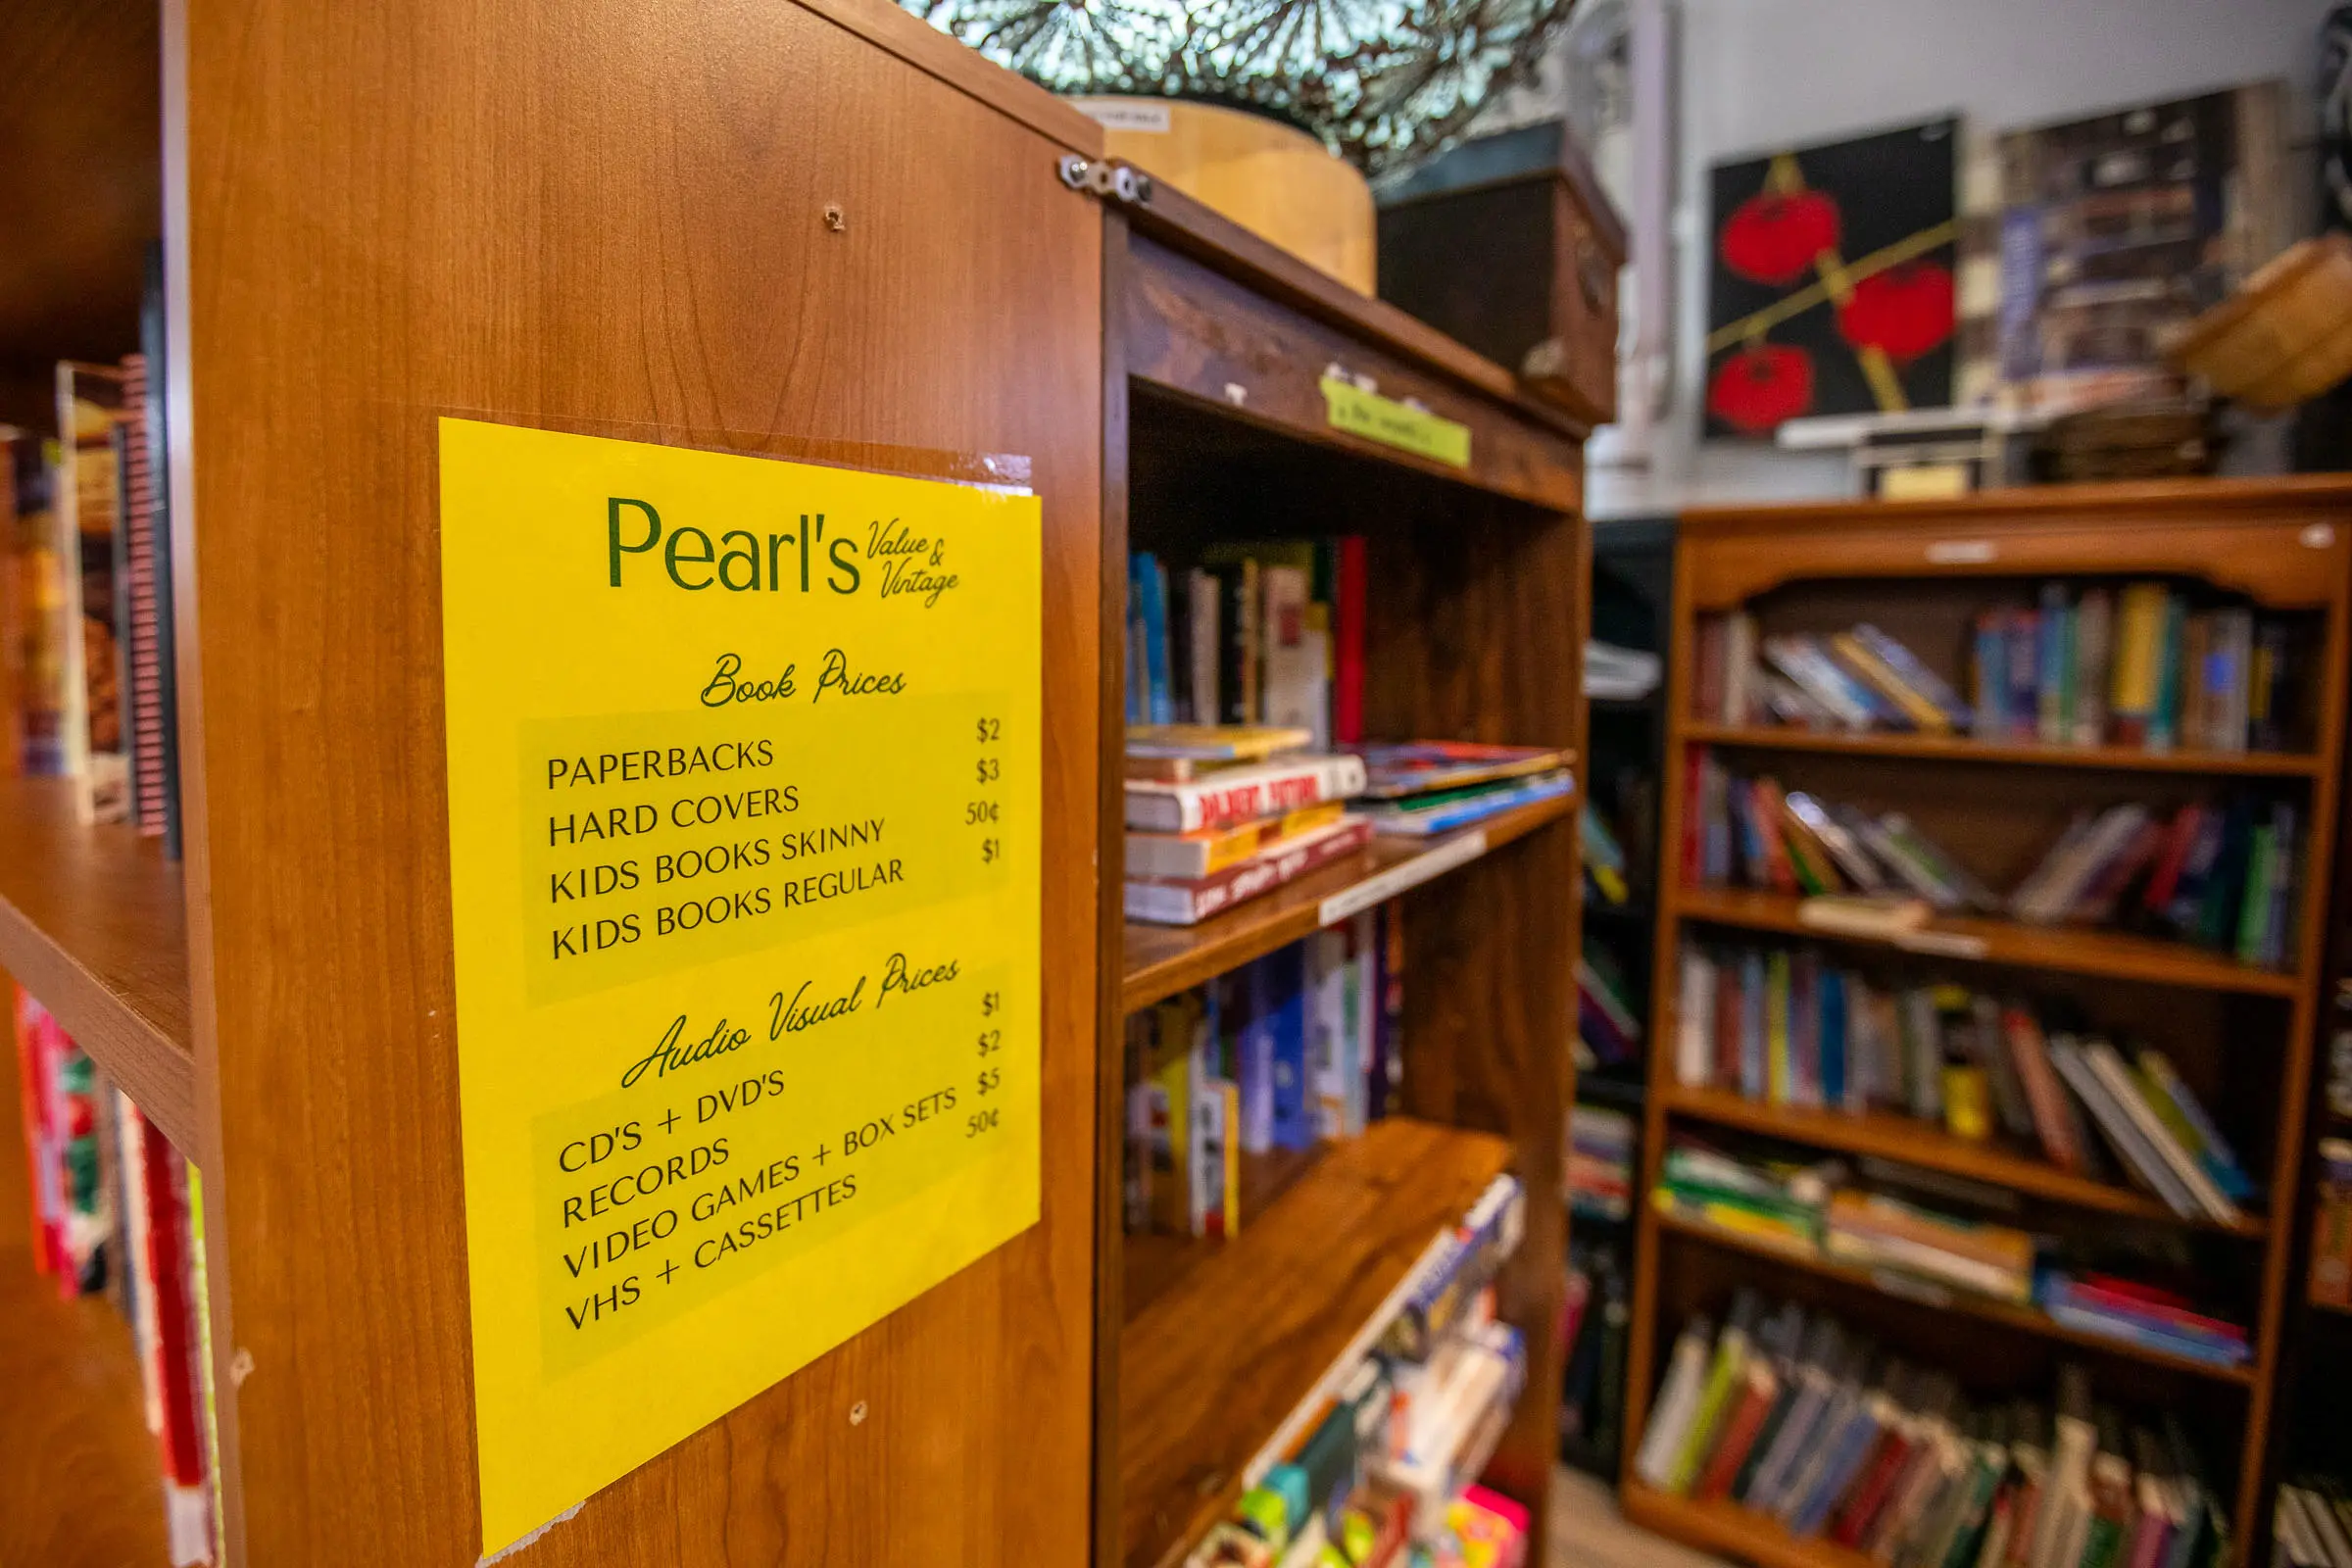 Pearl's Value &
Vintage
Book Prices
PAPERBACKS $2
HARD COVERS $3
KIDS BOOKS SKINNY 50¢
KIDS BOOKS REGULAR $1
Audio Visual Prices
CD'S + DVD'S $1
RECORDS $2
VIDEO GAMES + BOX SETS $5
VHS + CASSETTES 50¢